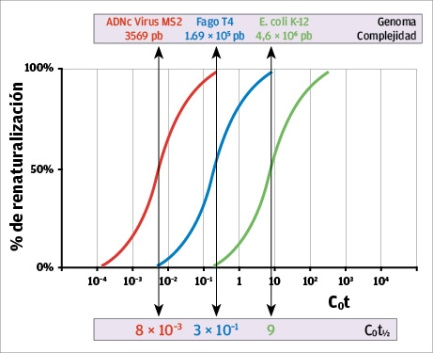 ADNc Virus MS2 Fago T4 E. coli K-12 Genoma
3569 pb 1.69 × 10⁵ pb 4,6 × 10⁶ pb Complejidad
100%
50%
0%
% de renaturalización
10⁻⁴ 10⁻³ 10⁻² 10⁻¹ 1 10¹ 10² 10³ 10⁴
C₀t
8 × 10⁻³ 3 × 10⁻¹ 9 C₀t½